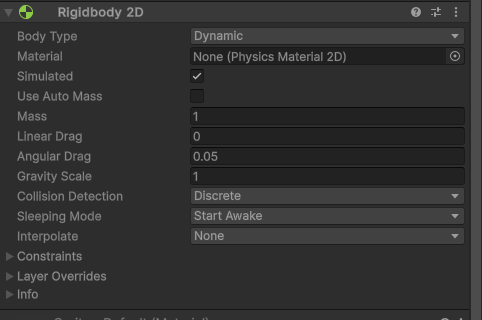 Rigidbody 2D
Body Type Dynamic
Material None (Physics Material 2D)
Simulated
Use Auto Mass
Mass 1
Linear Drag 0
Angular Drag 0.05
Gravity Scale 1
Collision Detection Discrete
Sleeping Mode Start Awake
Interpolate None
Constraints
Layer Overrides
Info